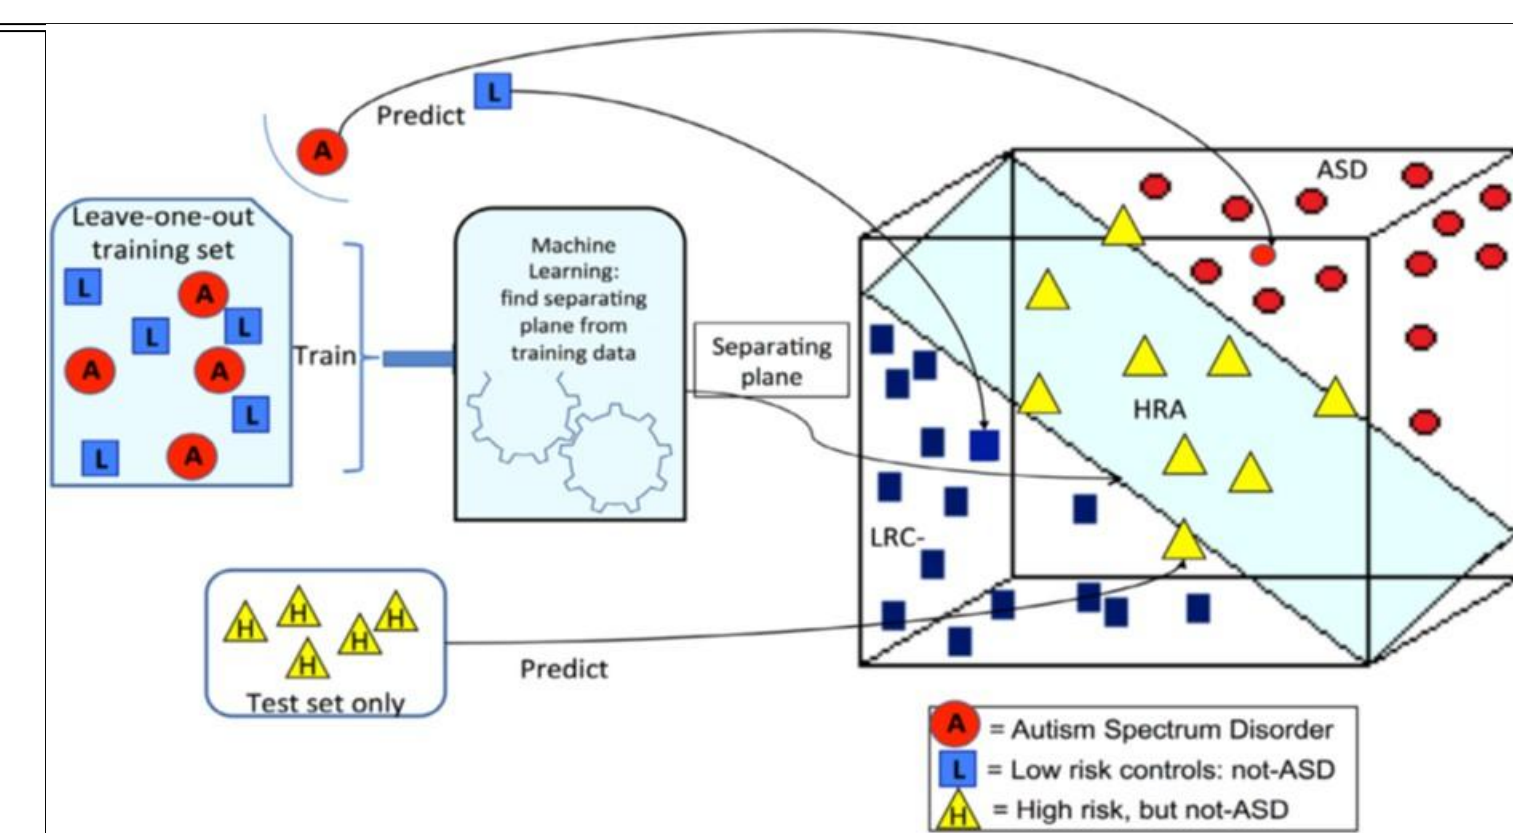 L
Predict
A
ASD
Leave-one-out
training set
L
A
L
L
A
A
L
L
A
Train
Machine
Learning:
find separating
plane from
training data
Separating
plane
HRA
LRC-
H
H
H
H
H
Test set only
Predict
A = Autism Spectrum Disorder
L = Low risk controls: not-ASD
H = High risk, but not-ASD